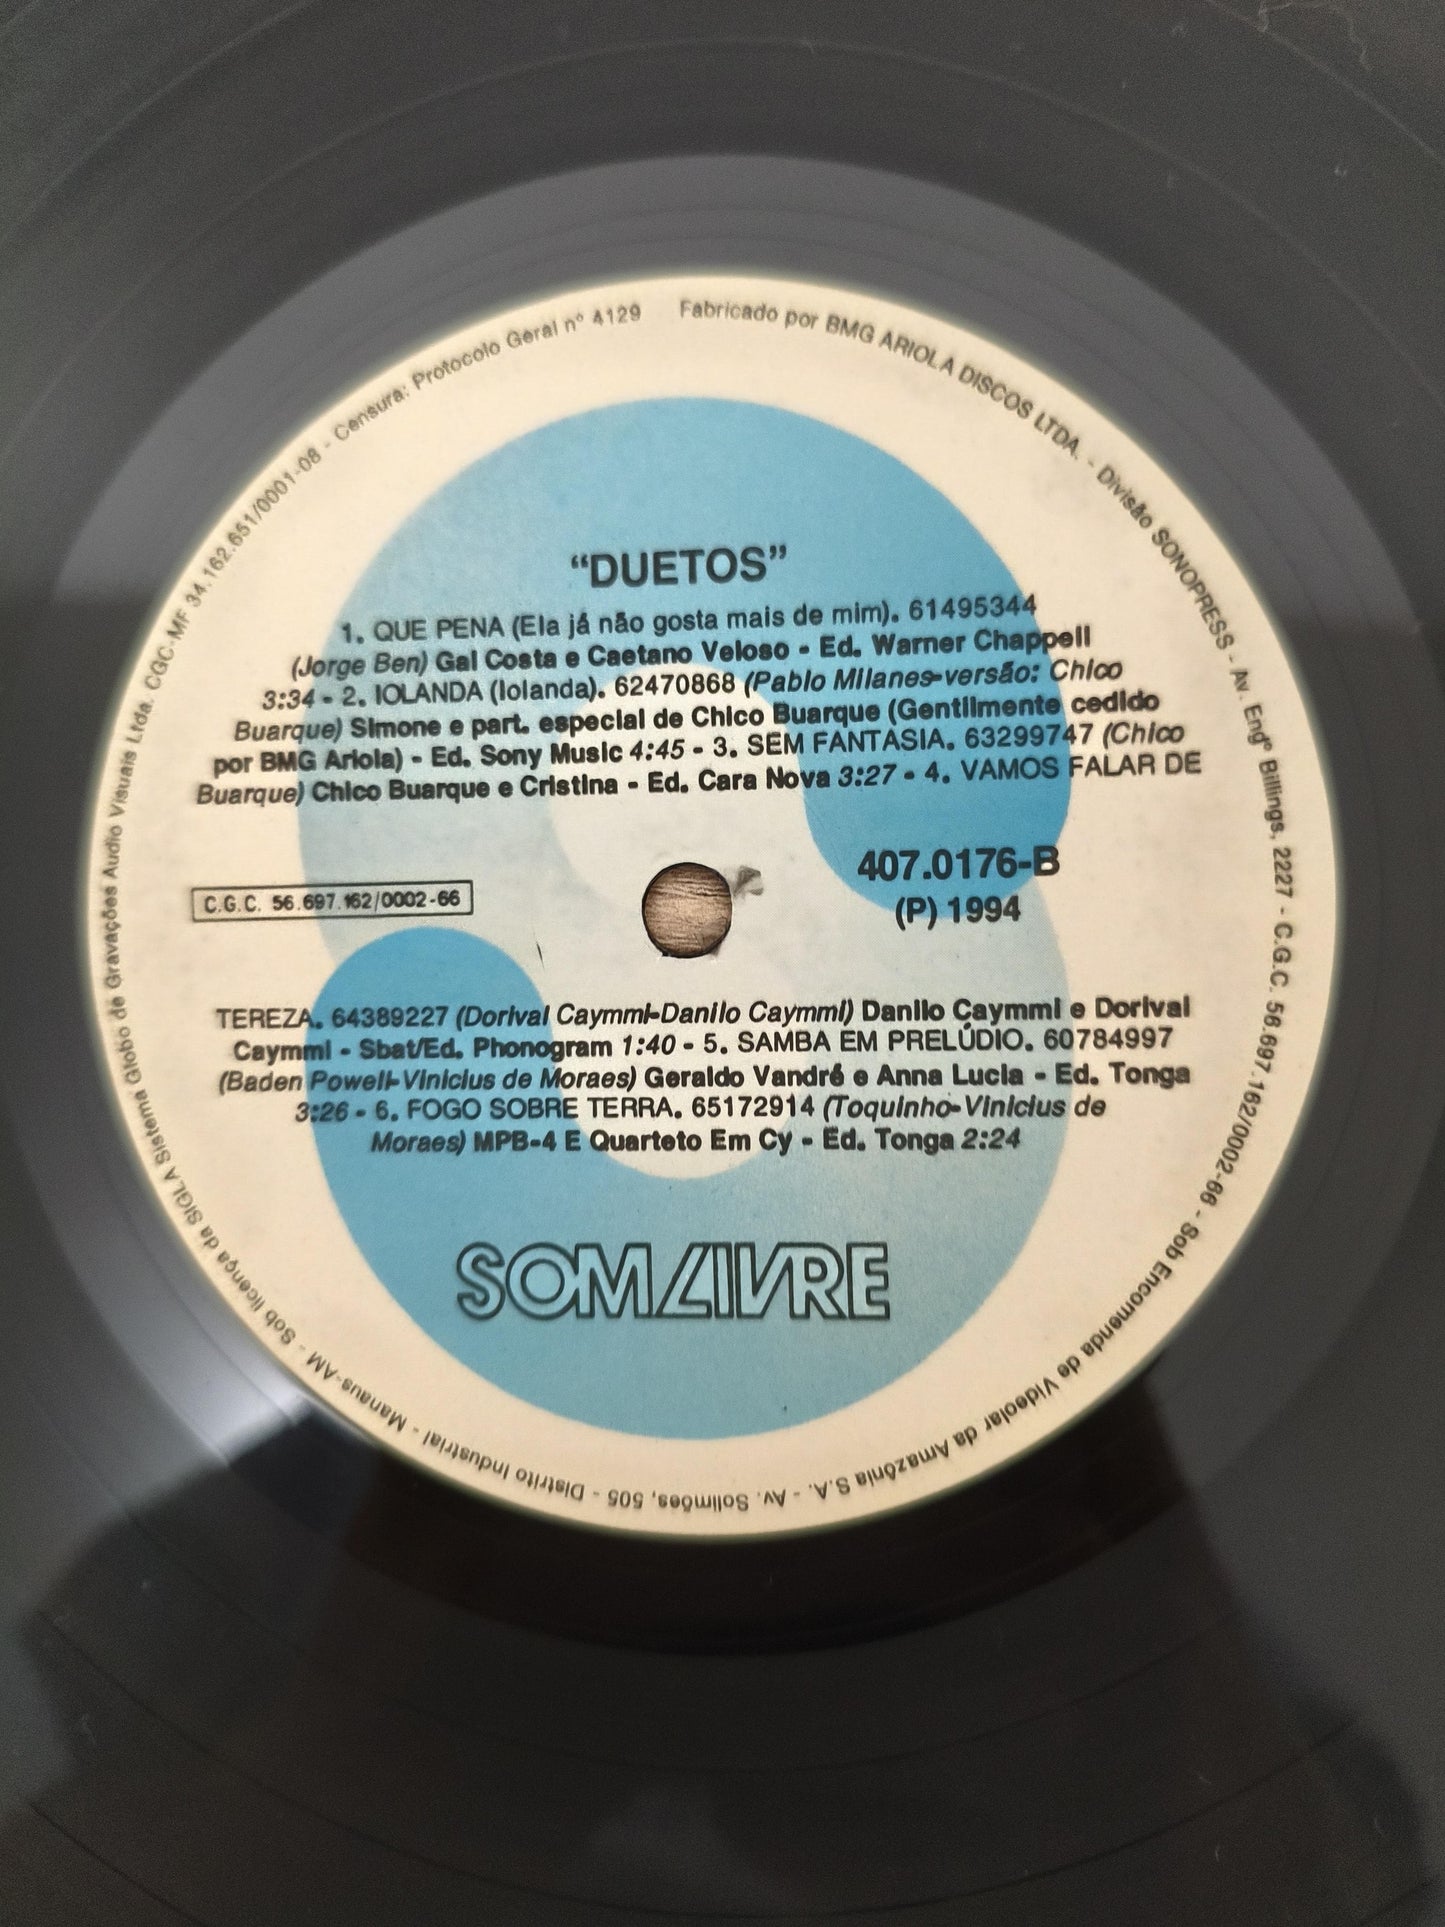 “DUETOS”
1. QUE PENA (Ela já não gosta mais de mim). 61495344
(Jorge Ben) Gal Costa e Caetano Veloso - Ed. Warner Chappell
3:34 - 2. IOLANDA (Iolanda). 62470868 (Pablo Milanes-versão: Chico
Buarque) Simone e part. especial de Chico Buarque (Gentilmente cedido
por BMG Ariola) - Ed. Sony Music 4:45 - 3. SEM FANTASIA. 63299747 (Chico
Buarque) Chico Buarque e Cristina - Ed. Cara Nova 3:27 - 4. VAMOS FALAR DE
407.0176-B
C.G.C. 56.697.162/0002-66
(P) 1994
TEREZA. 64389227 (Dorival Caymmi-Danilo Caymmi) Danilo Caymmi e Dorival
Caymmi - Sbat/Ed. Phonogram 1:40 - 5. SAMBA EM PRELÚDIO. 60784997
(Baden Powell-Vinicius de Moraes) Geraldo Vandré e Anna Lucia - Ed. Tonga
3:26 - 6. FOGO SOBRE TERRA. 65172914 (Toquinho-Vinicius de
Moraes) MPB-4 E Quarteto Em Cy - Ed. Tonga 2:24
SOM LIVRE
Fabricado por BMG ARIOLA DISCOS LTDA. - Divisão SONOPRESS - Av. Engº Billings, 2227 - C.G.C. 56.697.162/0002-66 - Sob Encomenda de Videolar da Amazônia S.A. - Av. Solimões, 505 - Distrito Industrial - Manaus-AM - Sob licença da SIGLA Sistema Globo de Gravações Audio Visuais Ltda. CGC-MF 34.162.651/0001-08 - Censura: Protocolo Geral nº 4129